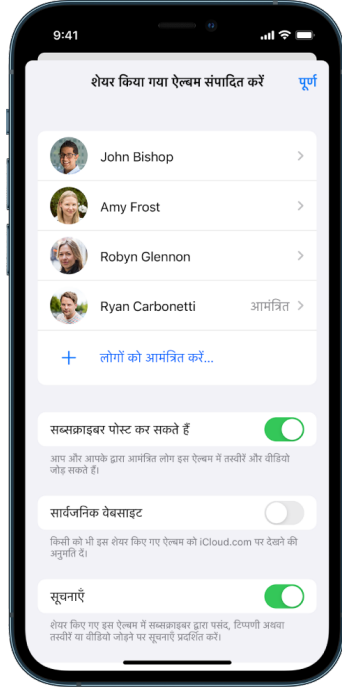 9:41
शेयर किया गया ऐल्बम संपादित करें
पूर्ण
John Bishop
Amy Frost
Robyn Glennon
Ryan Carbonetti
आमंत्रित
लोगों को आमंत्रित करें...
सब्सक्राइबर पोस्ट कर सकते हैं
आप और आपके द्वारा आमंत्रित लोग इस ऐल्बम में तस्वीरें और वीडियो
जोड़ सकते हैं।
सार्वजनिक वेबसाइट
किसी को भी इस शेयर किए गए ऐल्बम को iCloud.com पर देखने की
अनुमति दें।
सूचनाएँ
शेयर किए गए इस ऐल्बम में सब्सक्राइबर द्वारा पसंद, टिप्पणी अथवा
तस्वीरें या वीडियो जोड़ने पर सूचनाएँ प्रदर्शित करें।